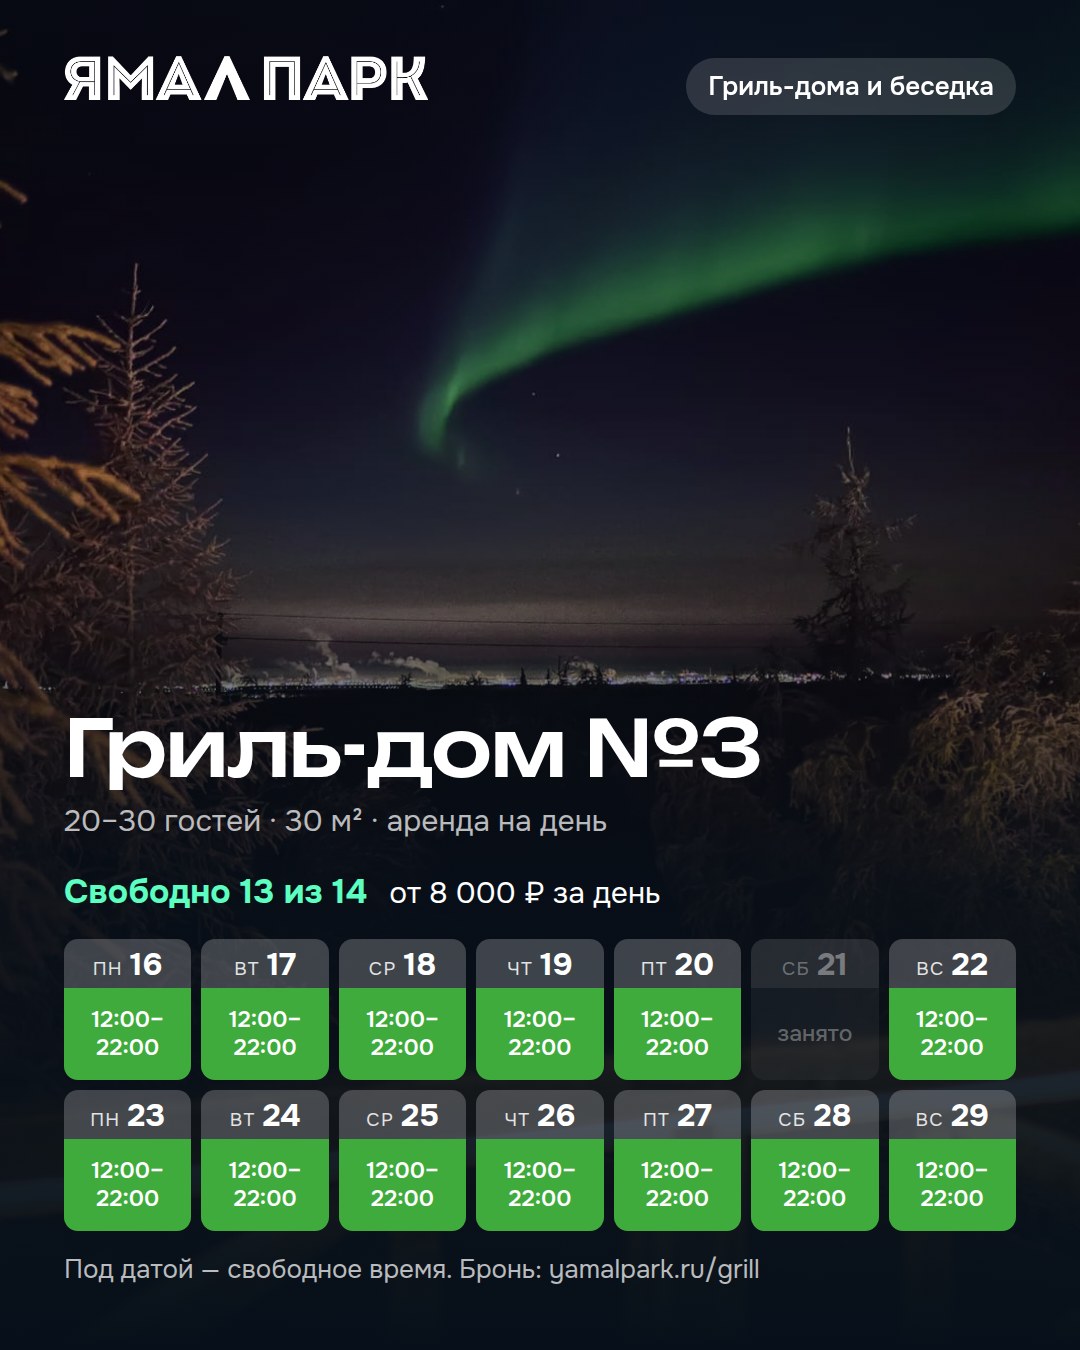 ЯМАЛ ПАРК
Гриль-дома и беседка
Гриль-дом №3
20–30 гостей · 30 м² · аренда на день
Свободно 13 из 14 от 8 000 ₽ за день
ПН 16 ВТ 17 СР 18 ЧТ 19 ПТ 20 СБ 21 ВС 22
12:00– 12:00– 12:00– 12:00– 12:00– занято 12:00–
22:00 22:00 22:00 22:00 22:00 22:00
ПН 23 ВТ 24 СР 25 ЧТ 26 ПТ 27 СБ 28 ВС 29
12:00– 12:00– 12:00– 12:00– 12:00– 12:00– 12:00–
22:00 22:00 22:00 22:00 22:00 22:00 22:00
Под датой — свободное время. Бронь: yamalpark.ru/grill